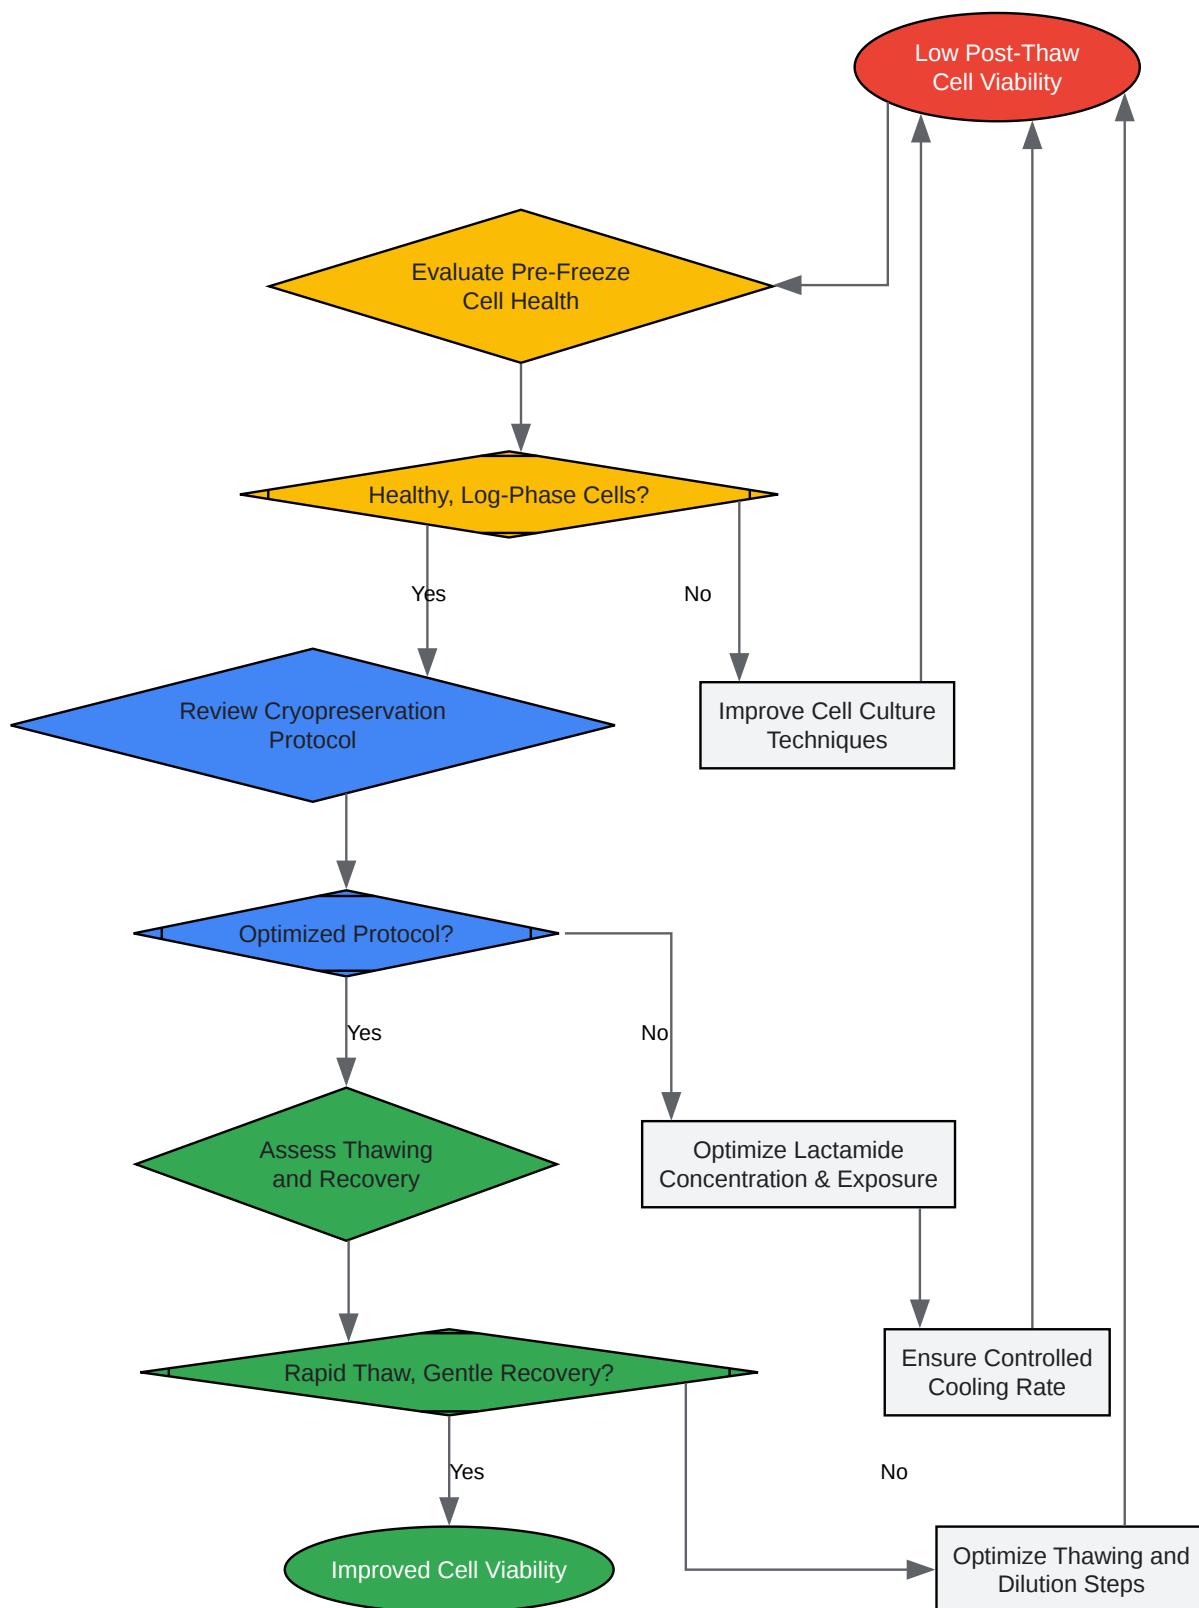 Low Post-Thaw
Cell Viability
Evaluate Pre-Freeze
Cell Health
Healthy, Log-Phase Cells?
Yes
No
Review Cryopreservation
Protocol
Improve Cell Culture
Techniques
Optimized Protocol?
Yes
No
Assess Thawing
and Recovery
Optimize Lactamide
Concentration & Exposure
Rapid Thaw, Gentle Recovery?
Ensure Controlled
Cooling Rate
Yes
No
Improved Cell Viability
Optimize Thawing and
Dilution Steps